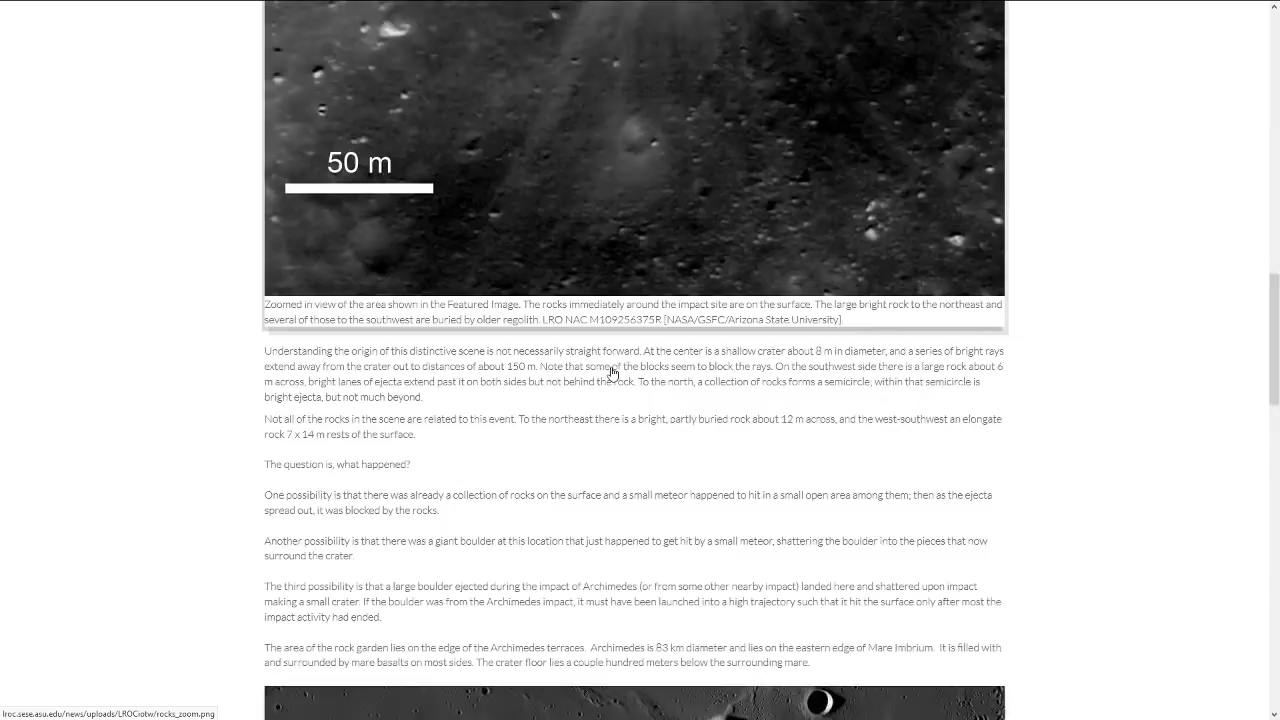 50 m
Zoomed in view of the area shown in the Featured Image. The rocks immediately around the impact site are on the surface. The large bright rock to the northeast and
several of those to the southwest are buried by older regolith. LRO NAC M109256375R [NASA/GSFC/Arizona State University].
Understanding the origin of this distinctive scene is not necessarily straight forward. At the center is a shallow crater about 8 m in diameter, and a series of bright rays
extend away from the crater out to distances of about 150 m. Note that some of the blocks seem to block the rays. On the southwest side there is a large rock about 6
m across, bright lanes of ejecta extend past it on both sides but not behind the rock. To the north, a collection of rocks forms a semicircle; within that semicircle is
bright ejecta, but not much beyond.
Not all of the rocks in the scene are related to this event. To the northeast there is a bright, partly buried rock about 12 m across, and the west-southwest an elongate
rock 7 x 14 m rests of the surface.
The question is, what happened?
One possibility is that there was already a collection of rocks on the surface and a small meteor happened to hit in a small open area among them; then as the ejecta
spread out, it was blocked by the rocks.
Another possibility is that there was a giant boulder at this location that just happened to get hit by a small meteor, shattering the boulder into the pieces that now
surround the crater.
The third possibility is that a large boulder ejected during the impact of Archimedes (or from some other nearby impact) landed here and shattered upon impact
making a small crater. If the boulder was from the Archimedes impact, it must have been launched into a high trajectory such that it hit the surface only after most the
impact activity had ended.
The area of the rock garden lies on the edge of the Archimedes terraces. Archimedes is 83 km diameter and lies on the eastern edge of Mare Imbrium. It is filled with
and surrounded by mare basalts on most sides. The crater floor lies a couple hundred meters below the surrounding mare.
lroc.sese.asu.edu/news/uploads/LROCiotw/rocks_zoom.png